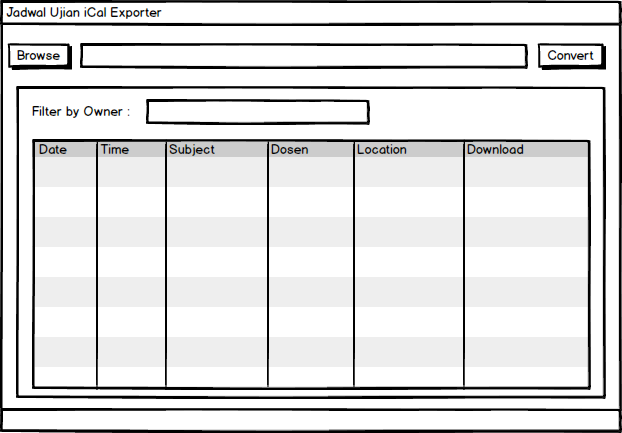 Jadwal Ujian iCal Exporter
Browse Convert
Filter by Owner :
Date Time Subject Dosen Location Download